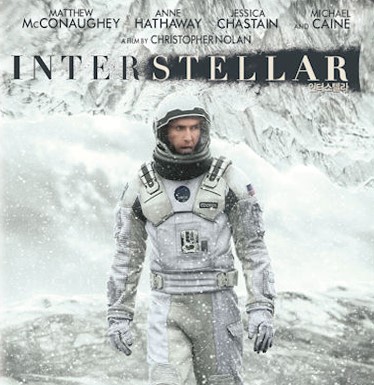 MATTHEW ANNE JESSICA MICHAEL
McCONAUGHEY HATHAWAY CHASTAIN AND CAINE
A FILM BY CHRISTOPHER NOLAN
INTERSTELLAR
인터스텔라